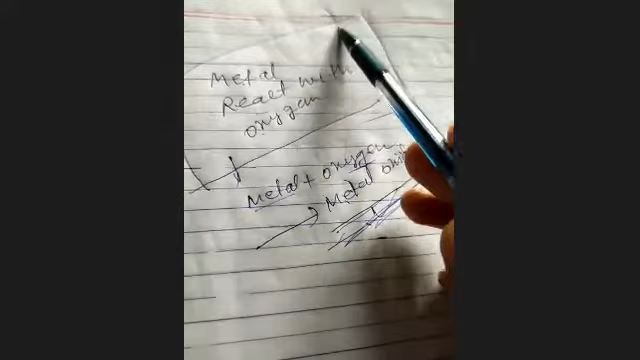 Metal
React with
oxygen
Metal + oxygen
→ Metal